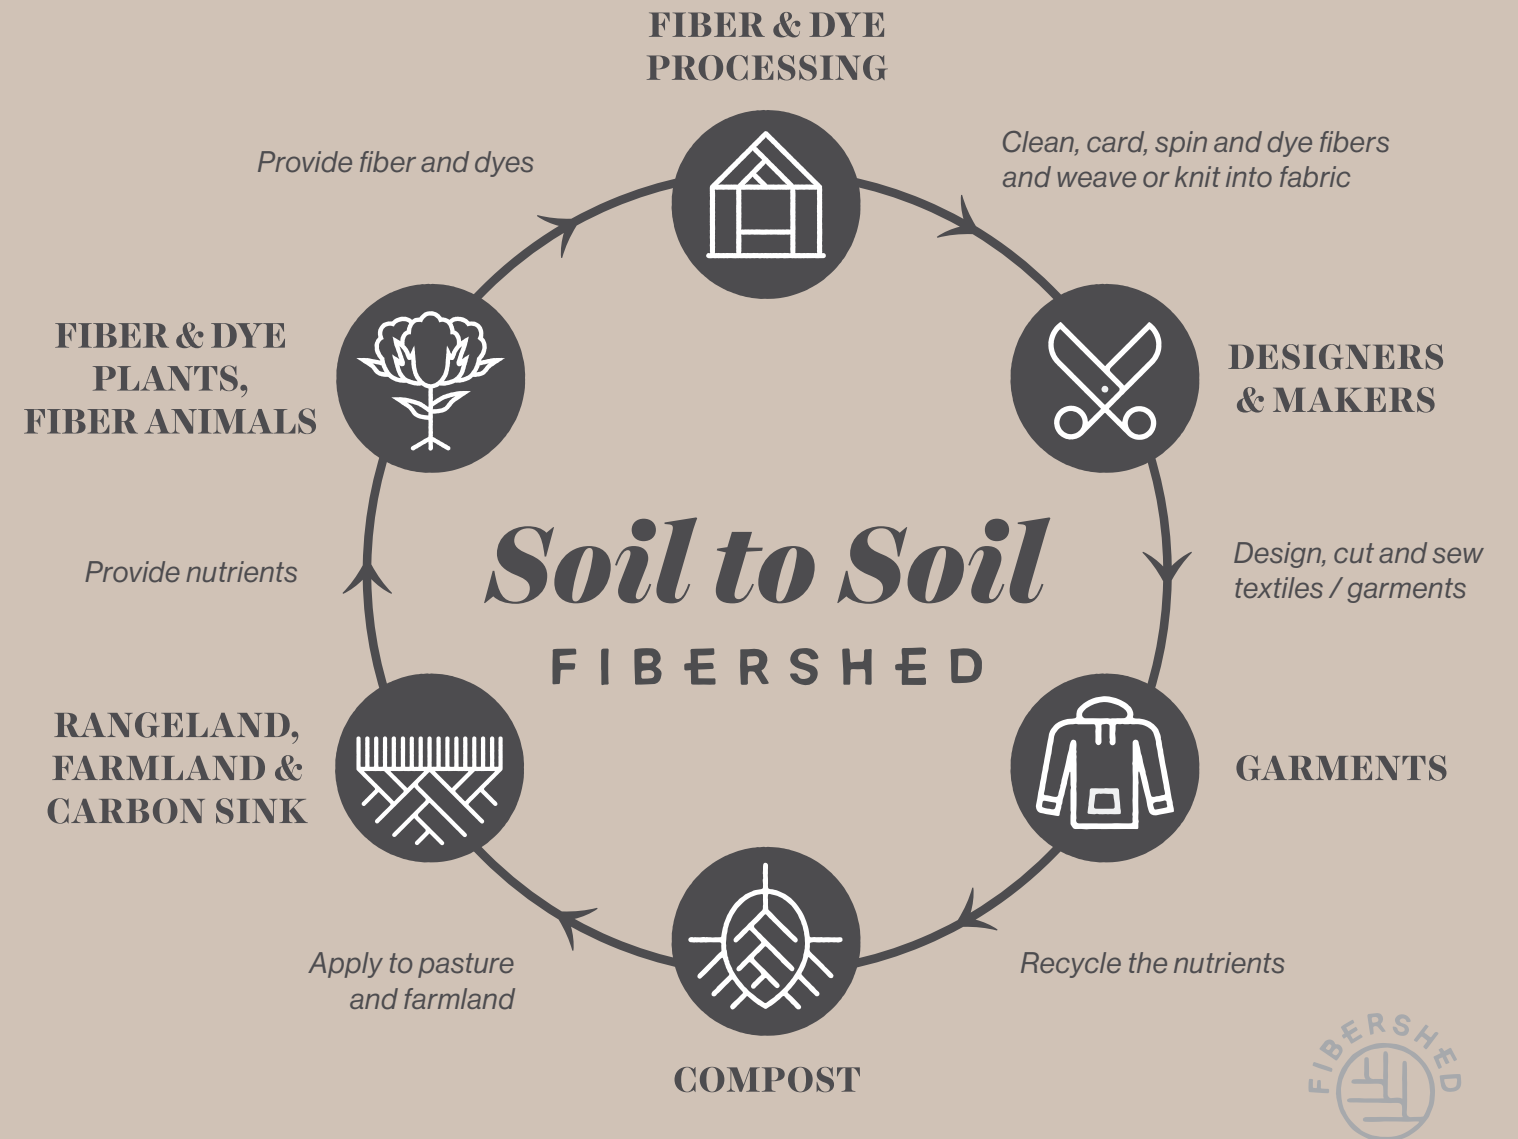 FIBER & DYE
PROCESSING
Provide fiber and dyes
Clean, card, spin and dye fibers
and weave or knit into fabric
FIBER & DYE
PLANTS,
FIBER ANIMALS
DESIGNERS
& MAKERS
Soil to Soil
FIBERSHED
Provide nutrients
Design, cut and sew
textiles / garments
RANGELAND,
FARMLAND &
CARBON SINK
GARMENTS
Apply to pasture
and farmland
Recycle the nutrients
COMPOST
FIBERSHED